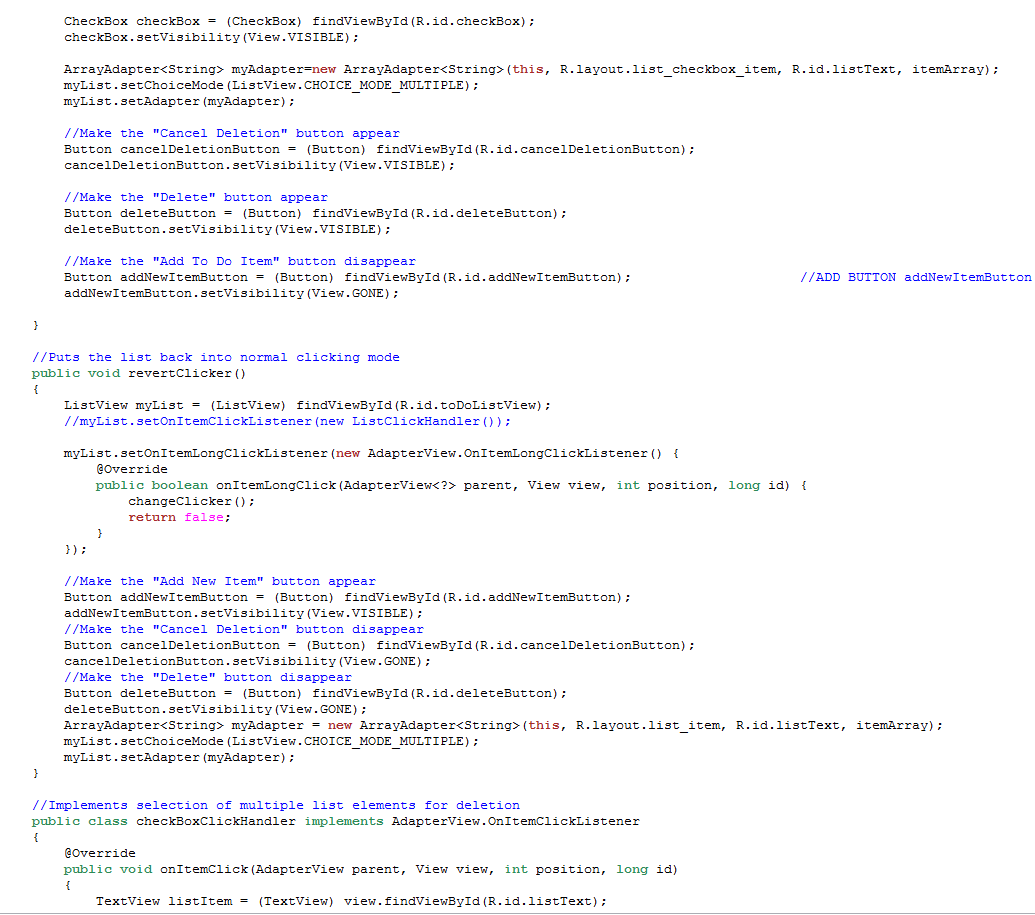 CheckBox checkBox = (CheckBox) findViewById(R.id.checkBox);
checkBox.setVisibility(View.VISIBLE);
ArrayAdapter<String> myAdapter=new ArrayAdapter<String>(this, R.layout.list_checkbox_item, R.id.listText, itemArray);
myList.setChoiceMode(ListView.CHOICE_MODE_MULTIPLE);
myList.setAdapter(myAdapter);
//Make the "Cancel Deletion" button appear
Button cancelDeletionButton = (Button) findViewById(R.id.cancelDeletionButton);
cancelDeletionButton.setVisibility(View.VISIBLE);
//Make the "Delete" button appear
Button deleteButton = (Button) findViewById(R.id.deleteButton);
deleteButton.setVisibility(View.VISIBLE);
//Make the "Add To Do Item" button disappear
Button addNewItemButton = (Button) findViewById(R.id.addNewItemButton); //ADD BUTTON addNewItemButton
addNewItemButton.setVisibility(View.GONE);
}
//Puts the list back into normal clicking mode
public void revertClicker()
{
ListView myList = (ListView) findViewById(R.id.toDoListView);
//myList.setOnItemClickListener(new ListClickHandler());
myList.setOnItemLongClickListener(new AdapterView.OnItemLongClickListener() {
@Override
public boolean onItemLongClick(AdapterView<?> parent, View view, int position, long id) {
changeClicker();
return false;
}
});
//Make the "Add New Item" button appear
Button addNewItemButton = (Button) findViewById(R.id.addNewItemButton);
addNewItemButton.setVisibility(View.VISIBLE);
//Make the "Cancel Deletion" button disappear
Button cancelDeletionButton = (Button) findViewById(R.id.cancelDeletionButton);
cancelDeletionButton.setVisibility(View.GONE);
//Make the "Delete" button disappear
Button deleteButton = (Button) findViewById(R.id.deleteButton);
deleteButton.setVisibility(View.GONE);
ArrayAdapter<String> myAdapter = new ArrayAdapter<String>(this, R.layout.list_item, R.id.listText, itemArray);
myList.setChoiceMode(ListView.CHOICE_MODE_MULTIPLE);
myList.setAdapter(myAdapter);
}
//Implements selection of multiple list elements for deletion
public class checkBoxClickHandler implements AdapterView.OnItemClickListener
{
@Override
public void onItemClick(AdapterView parent, View view, int position, long id)
{
TextView listItem = (TextView) view.findViewById(R.id.listText);